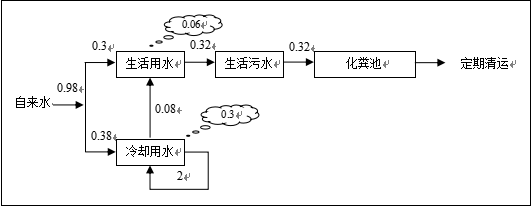 0.06
0.3
生活用水
0.32
生活污水
0.32
化粪池
定期清运
0.98
自来水
0.08
0.3
0.38
冷却用水
2